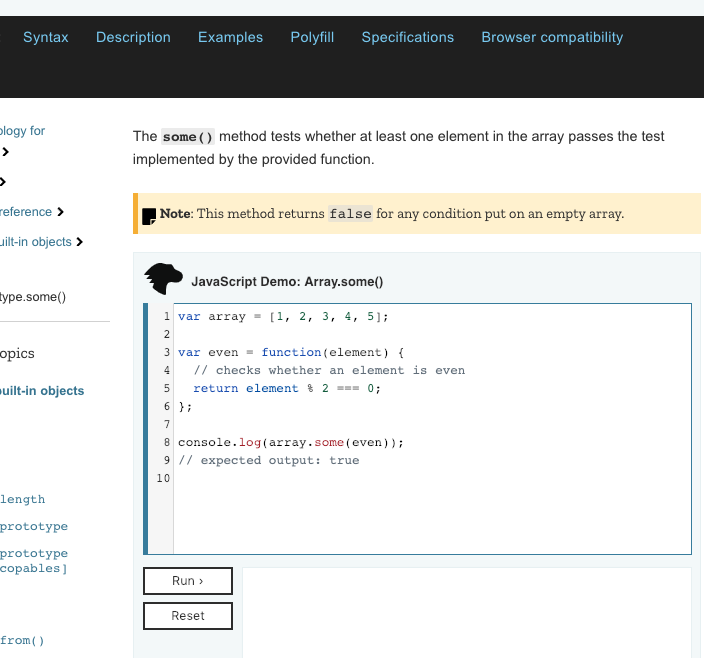 Syntax Description Examples Polyfill Specifications Browser compatibility
ology for
reference
uilt-in objects
type.some()
opics
uilt-in objects
length
prototype
prototype
copables]
from()
The some() method tests whether at least one element in the array passes the test
implemented by the provided function.
Note: This method returns false for any condition put on an empty array.
JavaScript Demo: Array.some()
1 var array = [1, 2, 3, 4, 5];
2
3 var even = function(element) {
4   // checks whether an element is even
5   return element % 2 === 0;
6 };
7
8 console.log(array.some(even));
9 // expected output: true
10
Run ›
Reset